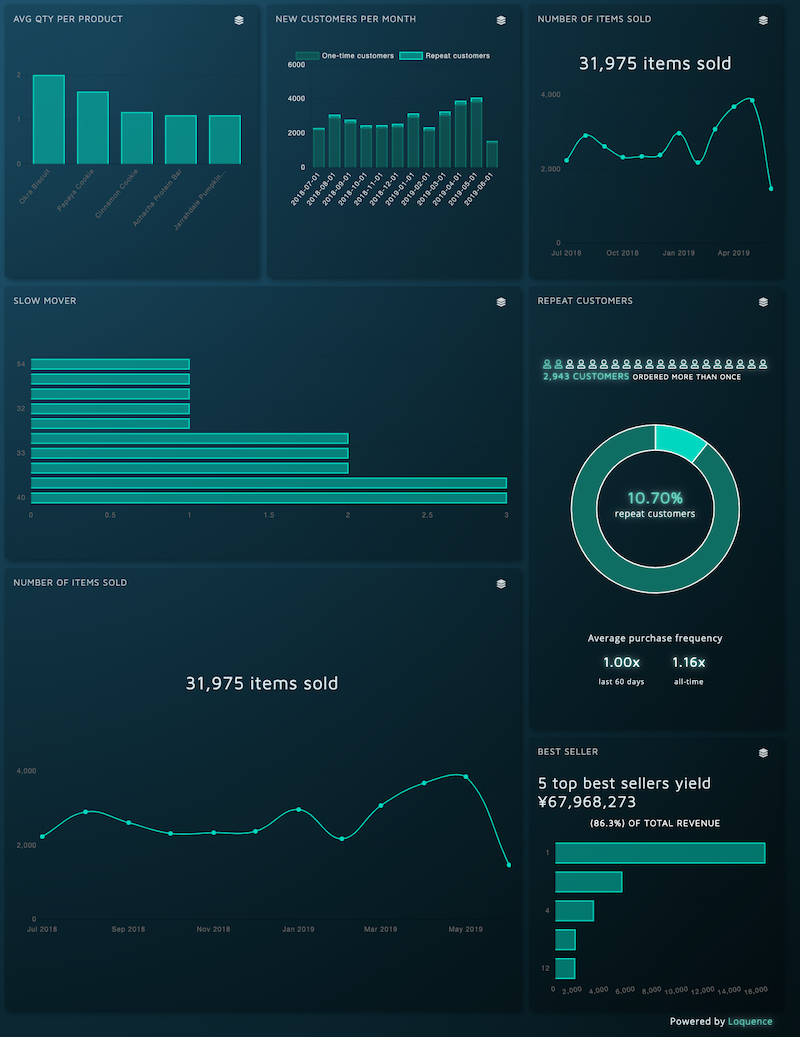 AVG QTY PER PRODUCT
2
1
0
Okra Biscuit
Papaya Cookie
Cinnamon Cookie
Achacha Protein Bar
Jarrahdale Pumpkin...
NEW CUSTOMERS PER MONTH
One-time customers
Repeat customers
6000
4000
2000
0
2018-07-01
2018-08-01
2018-09-01
2018-10-01
2018-11-01
2018-12-01
2019-01-01
2019-02-01
2019-03-01
2019-04-01
2019-05-01
2019-06-01
NUMBER OF ITEMS SOLD
31,975 items sold
4,000
2,000
0
Jul 2018
Oct 2018
Jan 2019
Apr 2019
SLOW MOVER
54
32
33
40
0
0.5
1
1.5
2
2.5
3
REPEAT CUSTOMERS
2,943 CUSTOMERS ORDERED MORE THAN ONCE
10.70%
repeat customers
Average purchase frequency
1.00x
1.16x
last 60 days
all-time
NUMBER OF ITEMS SOLD
31,975 items sold
4,000
2,000
0
Jul 2018
Sep 2018
Nov 2018
Jan 2019
Mar 2019
May 2019
BEST SELLER
5 top best sellers yield
¥67,968,273
(86.3%) OF TOTAL REVENUE
1
4
12
0
2,000
4,000
6,000
8,000
10,000
12,000
14,000
16,000
Powered by Loquence